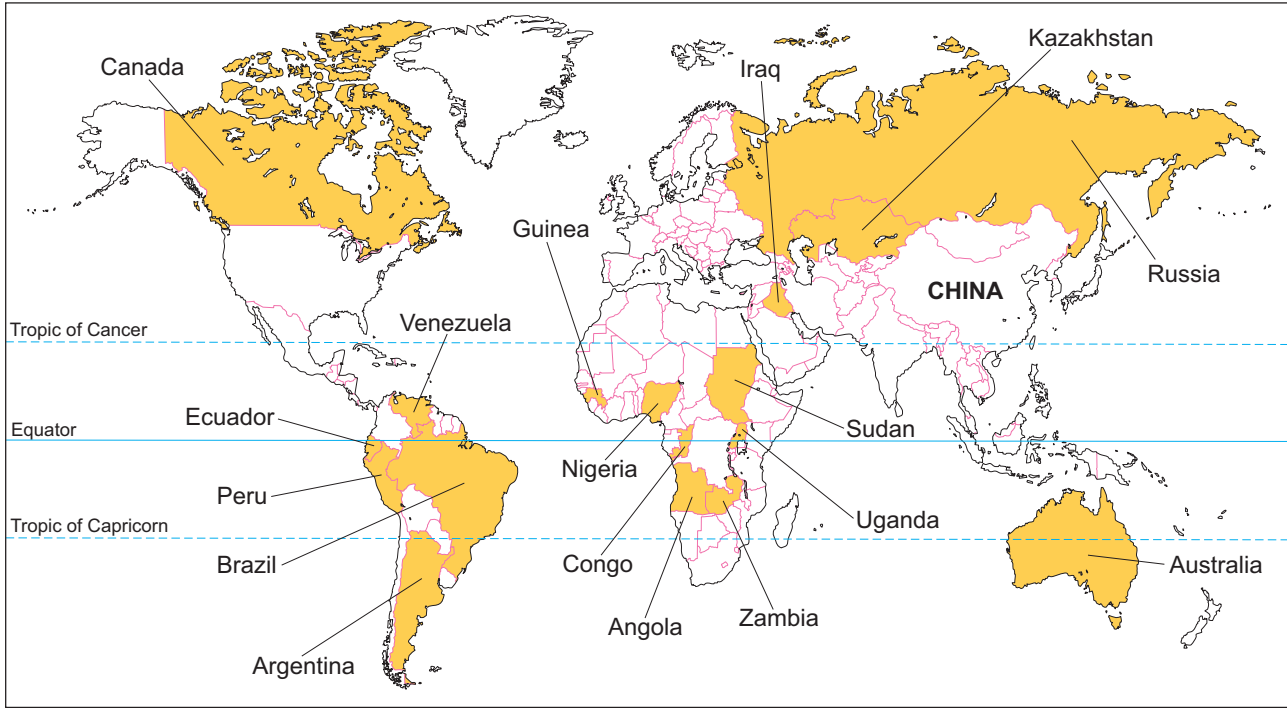 Kazakhstan
Canada
Iraq
Guinea
Russia
CHINA
Tropic of Cancer
Venezuela
Ecuador
Equator
Sudan
Nigeria
Peru
Uganda
Tropic of Capricorn
Brazil
Congo
Australia
Zambia
Angola
Argentina